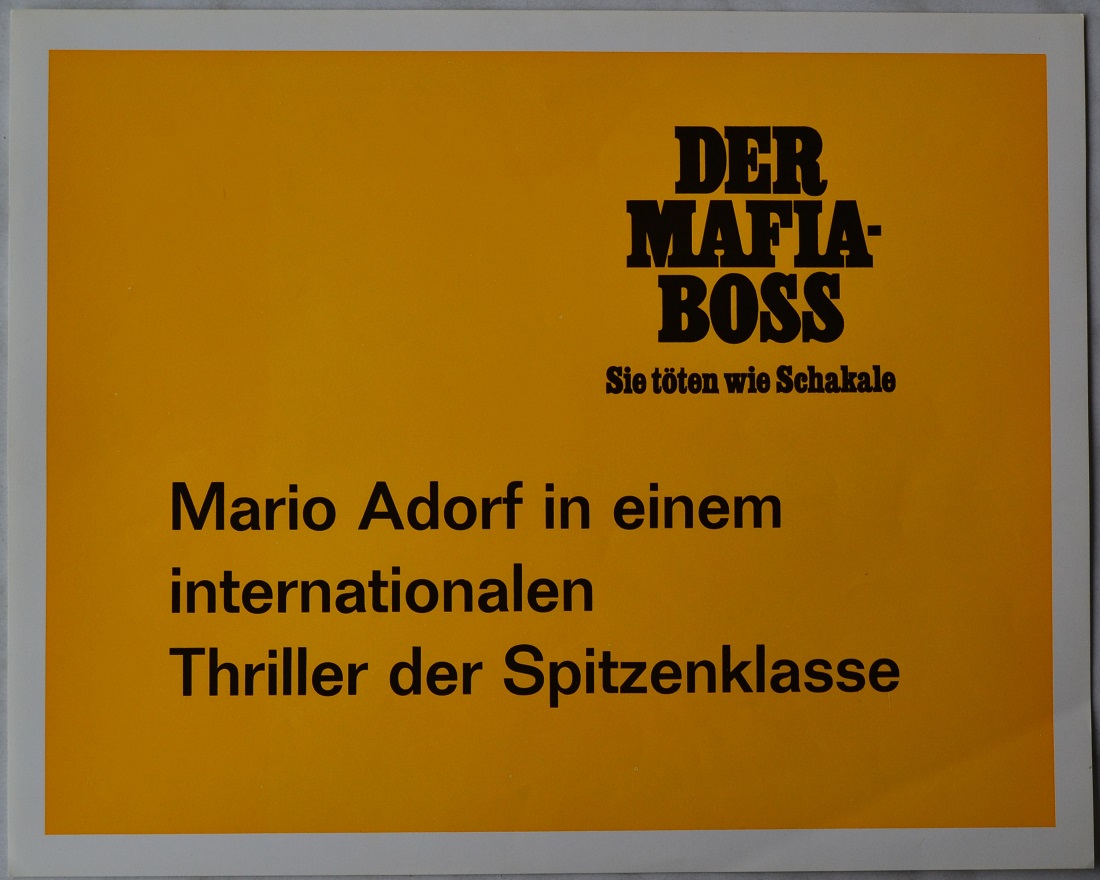 DER
MAFIA-
BOSS
Sie töten wie Schakale
Mario Adorf in einem
internationalen
Thriller der Spitzenklasse